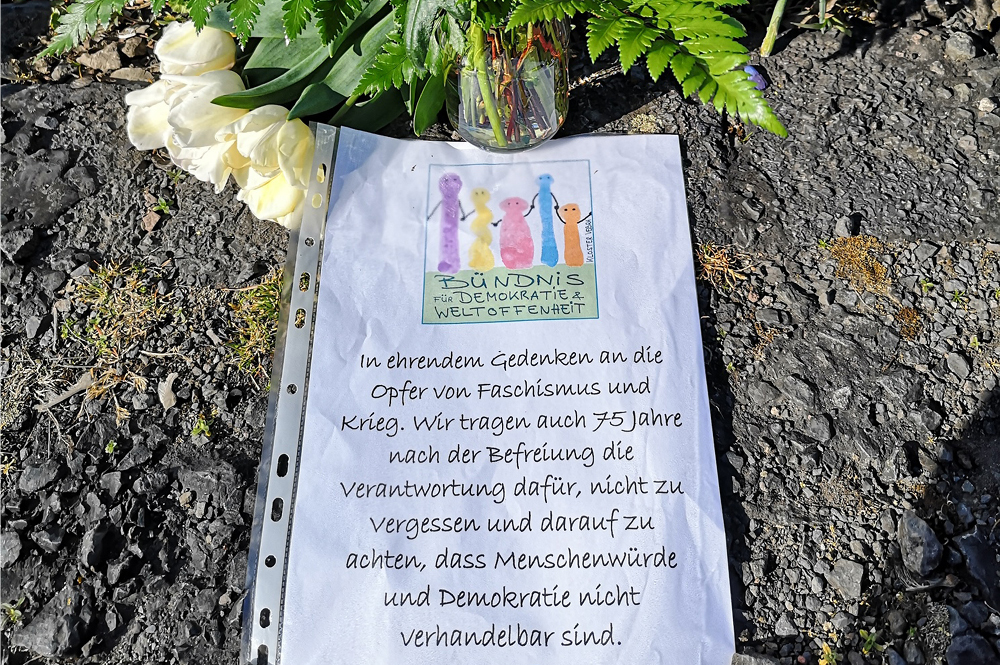 KLOSTER VEßRA
BÜNDNIS
FÜR DEMOKRATIE &
WELTOFFENHEIT
In ehrendem Gedenken an die
Opfer von Faschismus und
Krieg. Wir tragen auch 75 Jahre
nach der Befreiung die
Verantwortung dafür, nicht zu
Vergessen und darauf zu
achten, dass Menschenwürde
und Demokratie nicht
verhandelbar sind.